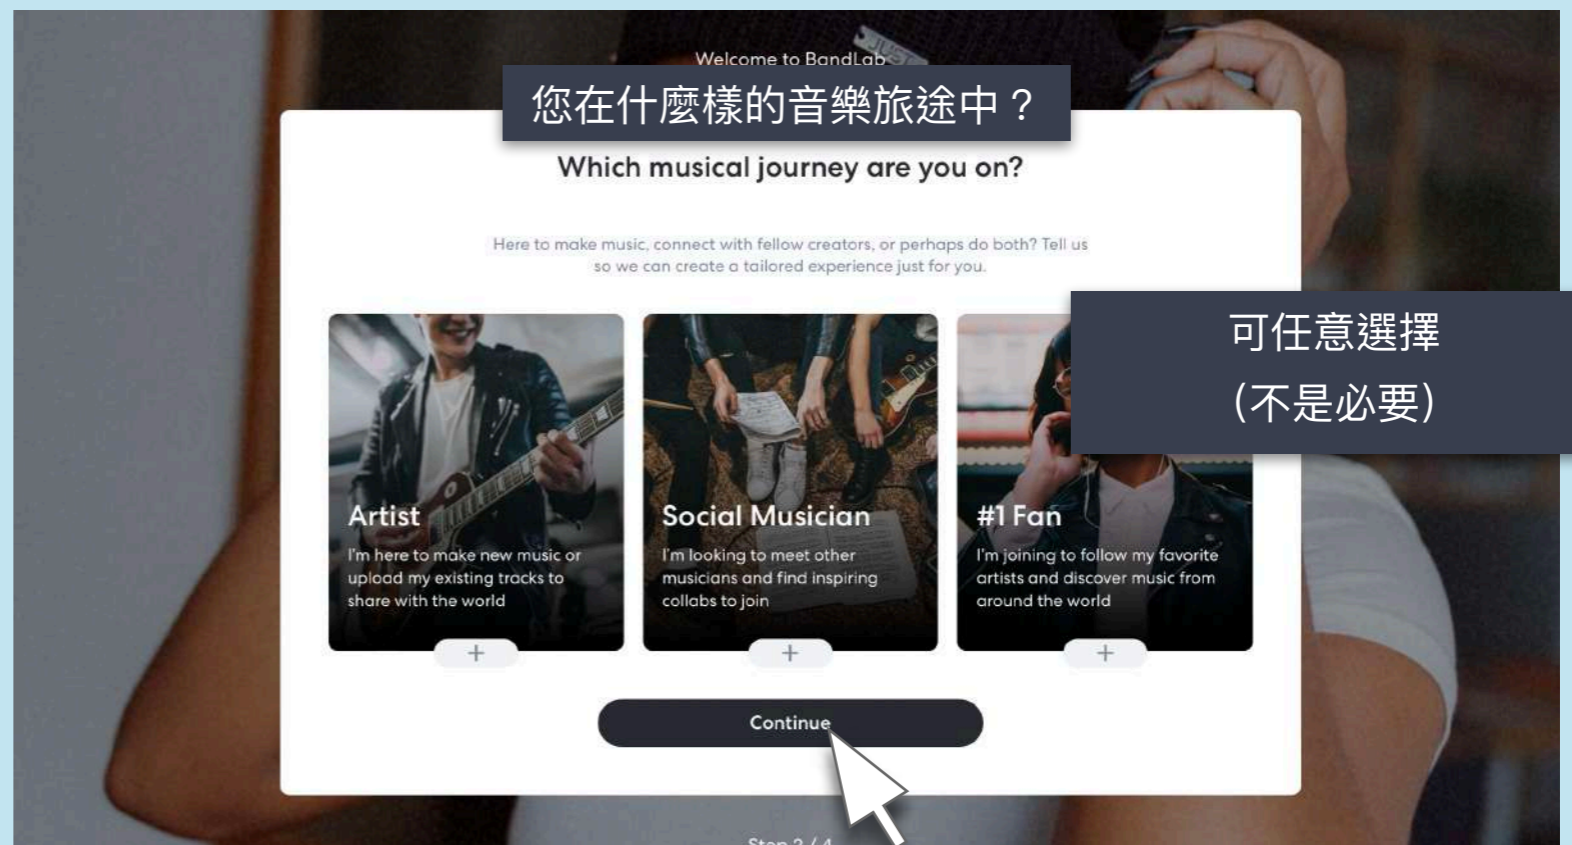 Welcome to BandLab
JUST
您在什麼樣的音樂旅途中？
Which musical journey are you on?
Here to make music, connect with fellow creators, or perhaps do both? Tell us
so we can create a tailored experience just for you.
可任意選擇
(不是必要)
Artist
I'm here to make new music or
upload my existing tracks to
share with the world
Social Musician
I'm looking to meet other
musicians and find inspiring
collabs to join
#1 Fan
I'm joining to follow my favorite
artists and discover music from
around the world
+
+
+
Continue
Step 2 / 4